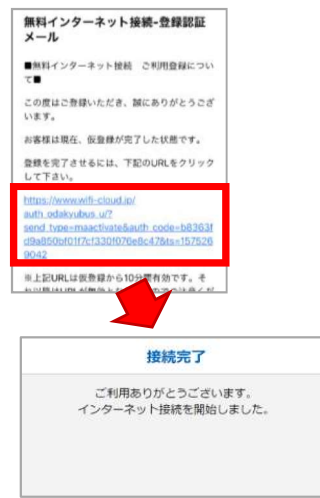 無料インターネット接続-登録認証
メール
■無料インターネット接続　ご利用登録につい
て■
この度はご登録いただき、誠にありがとうござ
います。
お客様は現在、仮登録が完了した状態です。
登録を完了させるには、下記のURLをクリック
して下さい。
https://www.wifi-cloud.jp/
auth_odakyubus_u/?
send_type=maactivate&auth_code=b8363f
d9a850bf01f7cf330f076e8c47&ts=157526
9042
※上記URLは仮登録から10分間有効です。そ
接続完了
ご利用ありがとうございます。
インターネット接続を開始しました。